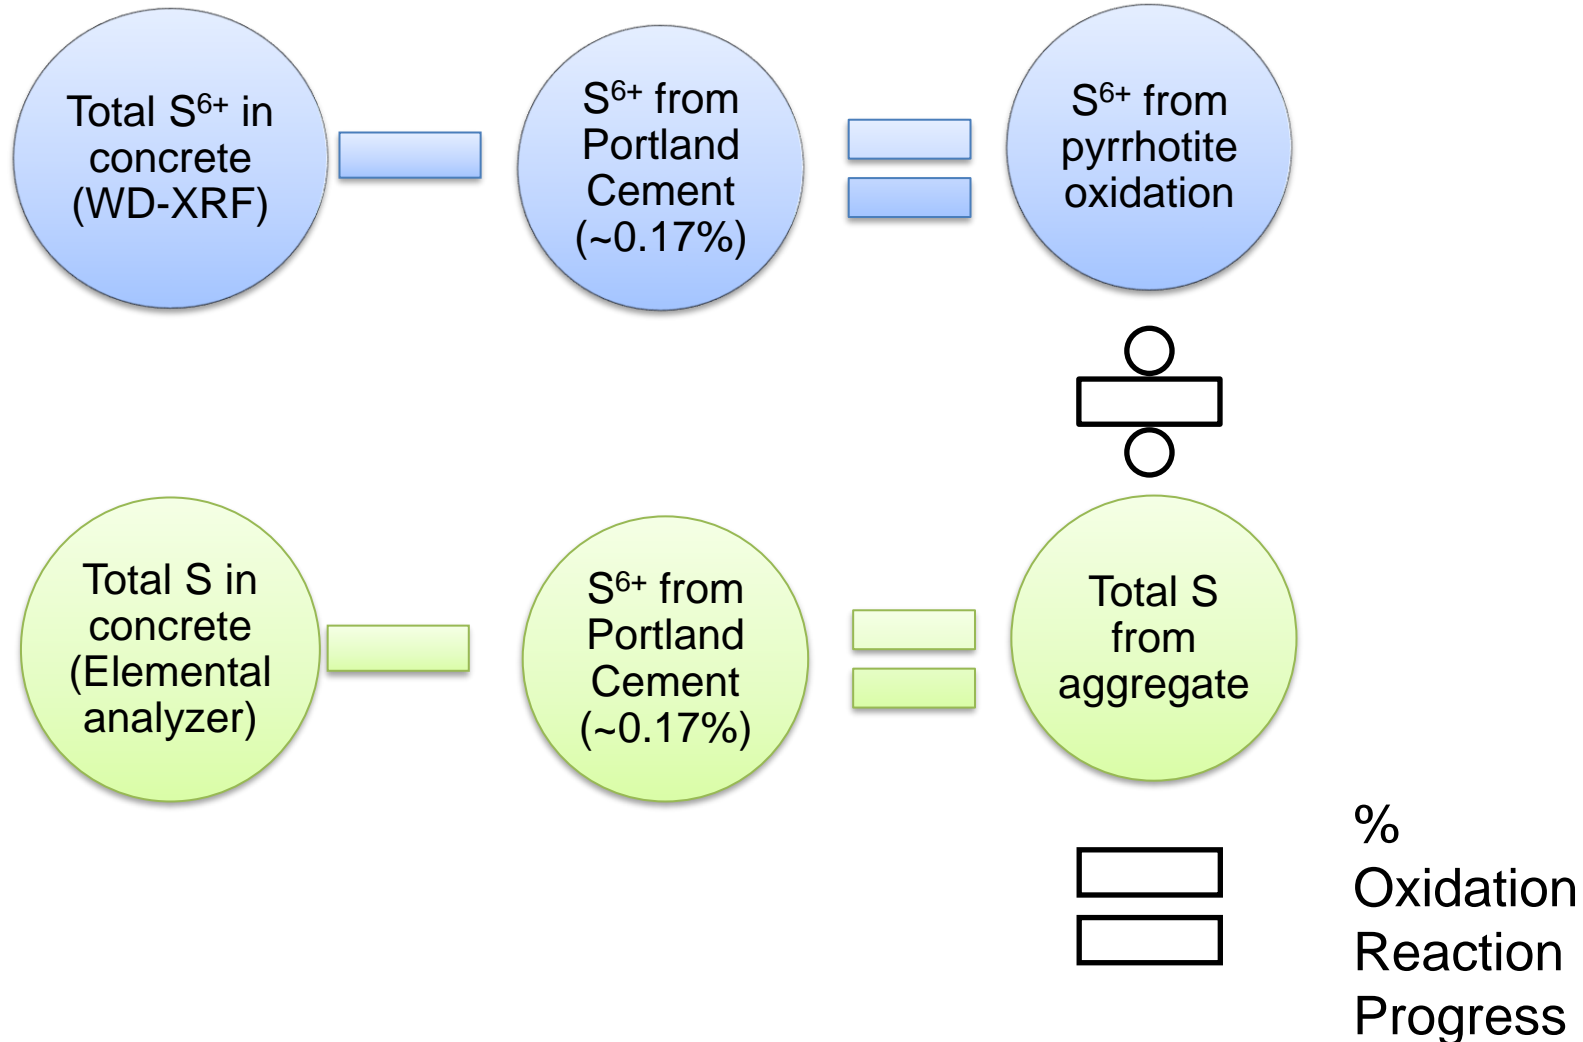 Total S⁶⁺ in
concrete
(WD-XRF)
S⁶⁺ from
Portland
Cement
(~0.17%)
S⁶⁺ from
pyrrhotite
oxidation
Total S in
concrete
(Elemental
analyzer)
S⁶⁺ from
Portland
Cement
(~0.17%)
Total S
from
aggregate
%
Oxidation
Reaction
Progress